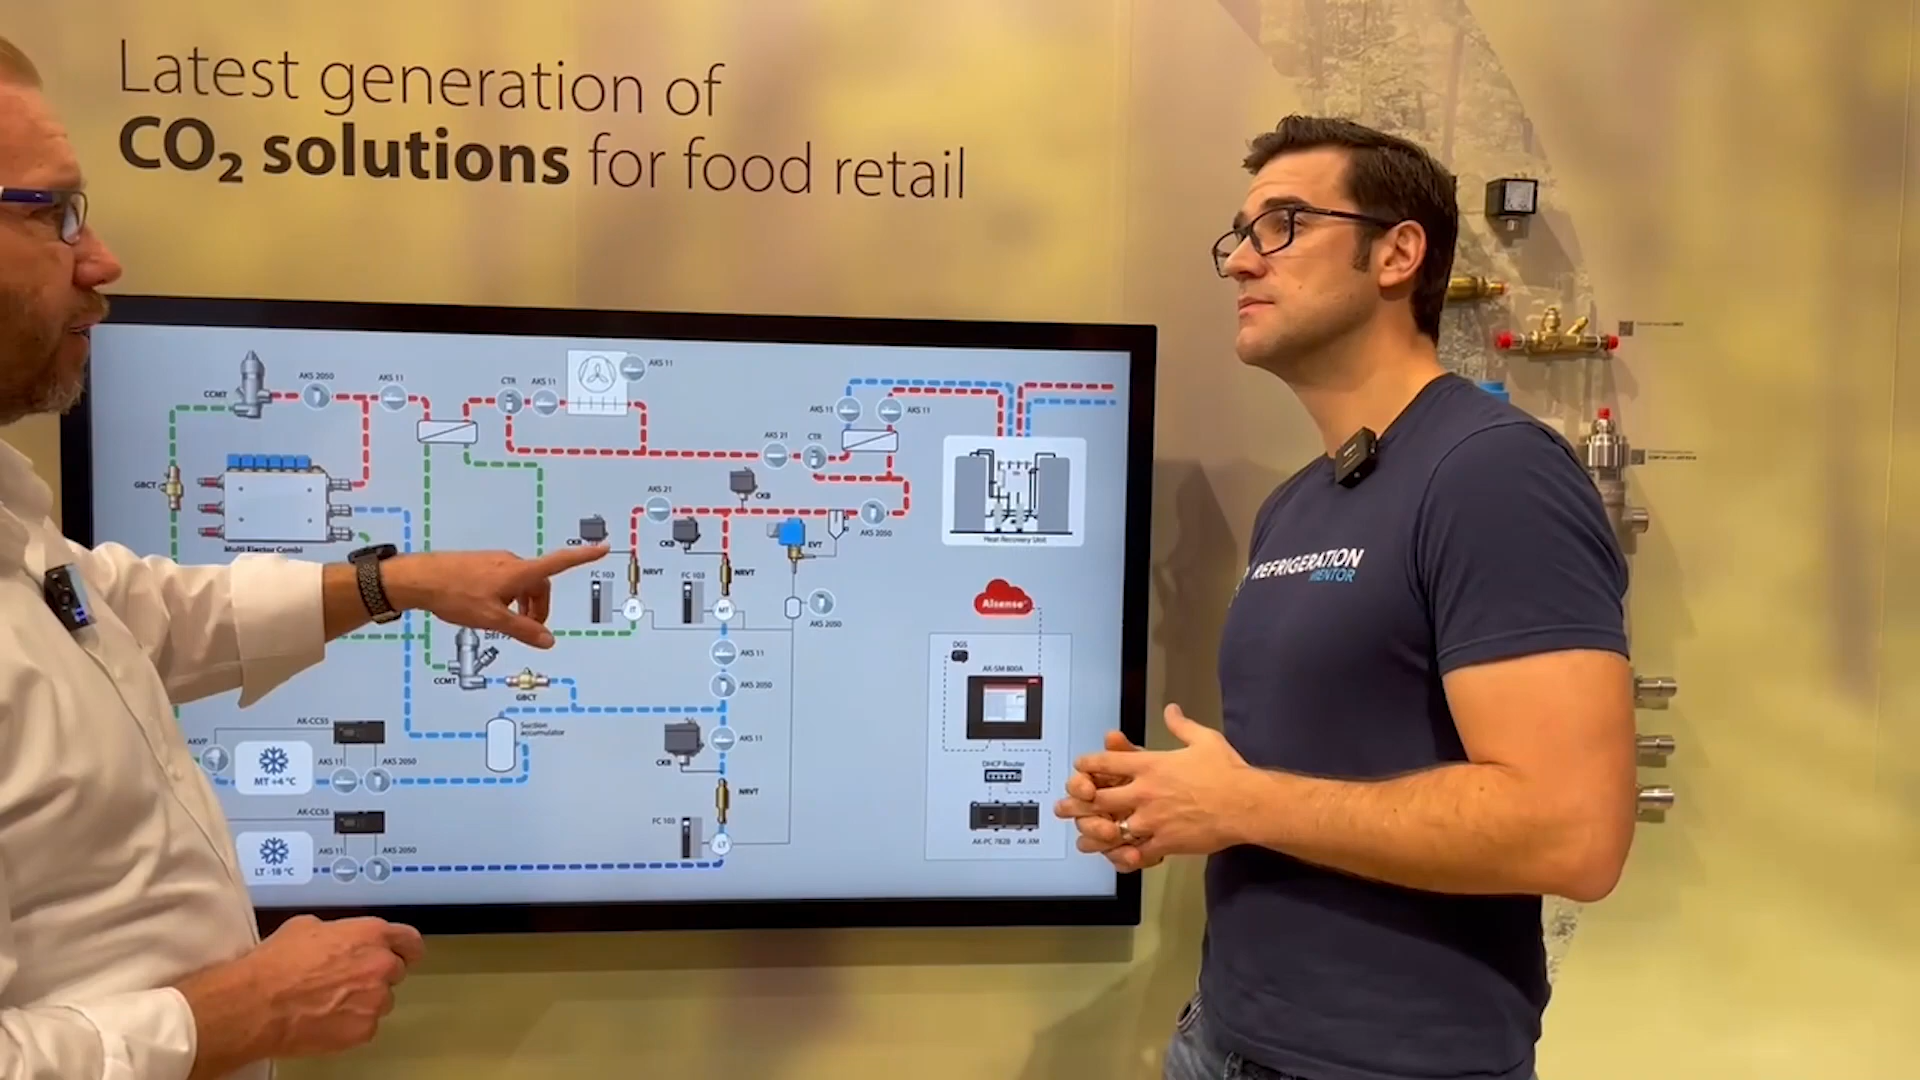 Latest generation of
CO₂ solutions for food retail
CCMT
AKS 2050
AKS 11
CTR
AKS 11
AKS 11
AKS 11
AKS 11
AKS 21
CTR
GBCT
Multi Ejector Combi
AKS 21
CKB
CKB
CKB
EVT
AKS 2050
Heat Recovery Unit
NRVT
NRVT
FC 103
FC 103
IT
MT
AKS 2050
Alsense
REFRIGERATION
MENTOR
CCMT
GBCT
AKS 11
AKS 2050
DGS
AK-SM 800A
AK-CC55
Suction
accumulator
AKVP
MT +4 °C
AKS 11
AKS 2050
CKB
AKS 11
NRVT
DHCP Router
AK-CC55
FC 103
LT
AK-PC 782B
AK-XM
AKS 11
AKS 2050
LT -18 °C